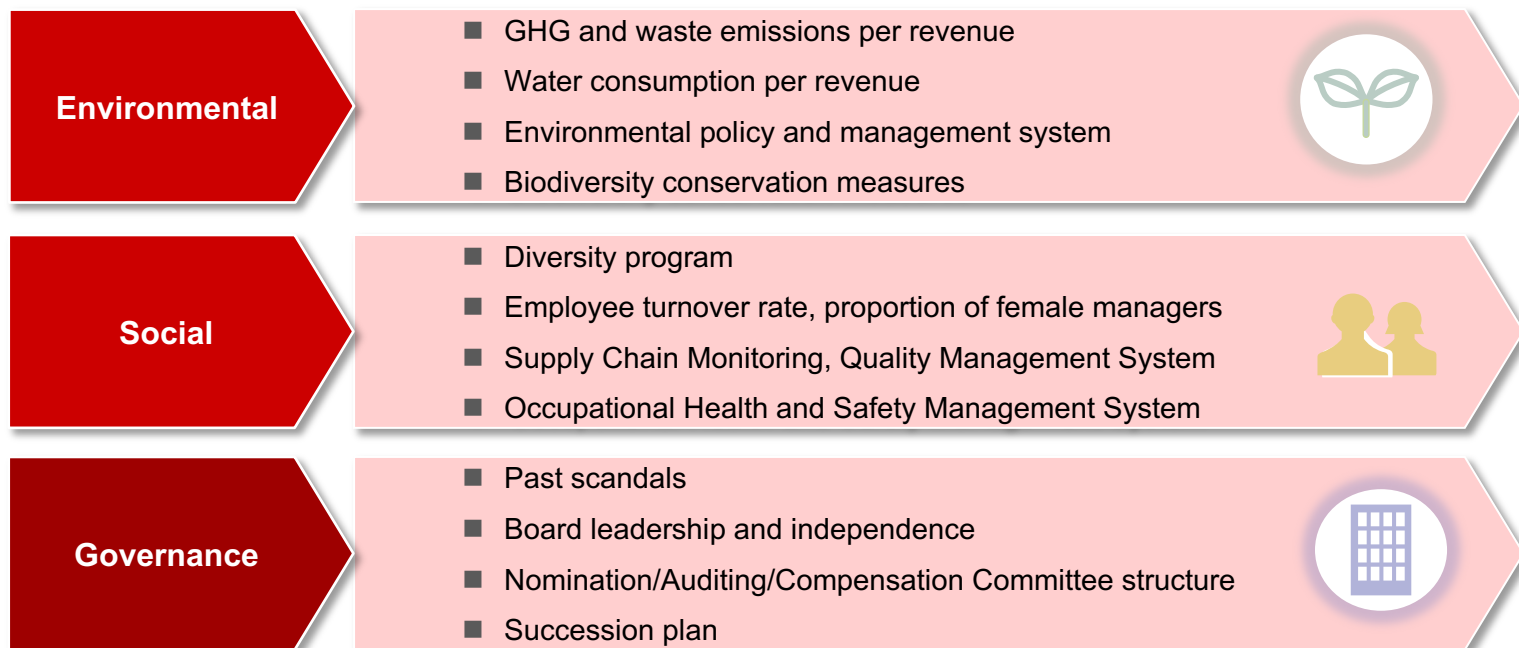 Environmental
GHG and waste emissions per revenue
Water consumption per revenue
Environmental policy and management system
Biodiversity conservation measures
Social
Diversity program
Employee turnover rate, proportion of female managers
Supply Chain Monitoring, Quality Management System
Occupational Health and Safety Management System
Governance
Past scandals
Board leadership and independence
Nomination/Auditing/Compensation Committee structure
Succession plan